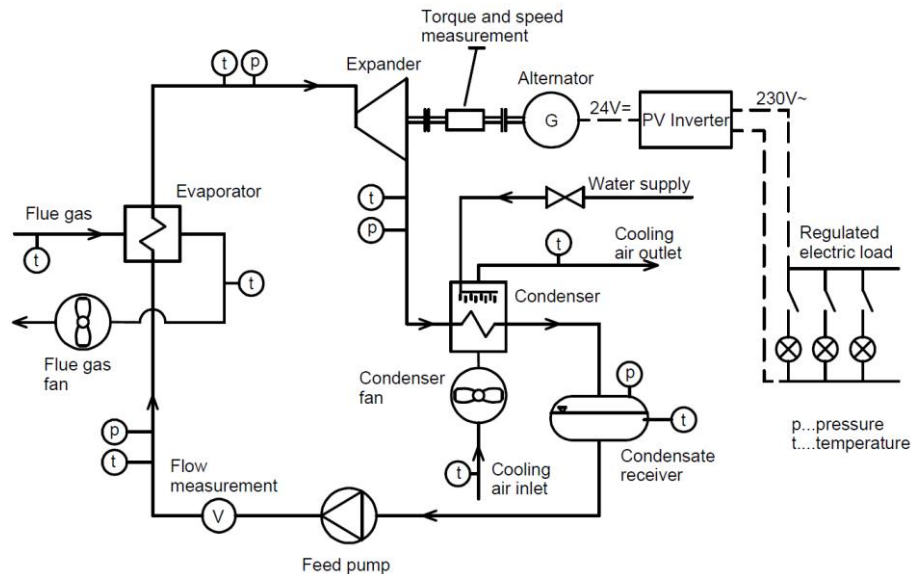 Torque and speed
measurement
Expander
Alternator
t
p
G
24V=
PV Inverter
230V~
Evaporator
Flue gas
t
t
p
Water supply
t
Cooling
air outlet
Regulated
electric load
t
Condenser
Flue gas
fan
Condenser
fan
p
t
p
t
t
Cooling
air inlet
Condensate
receiver
p...pressure
t....temperature
Flow
measurement
V
Feed pump